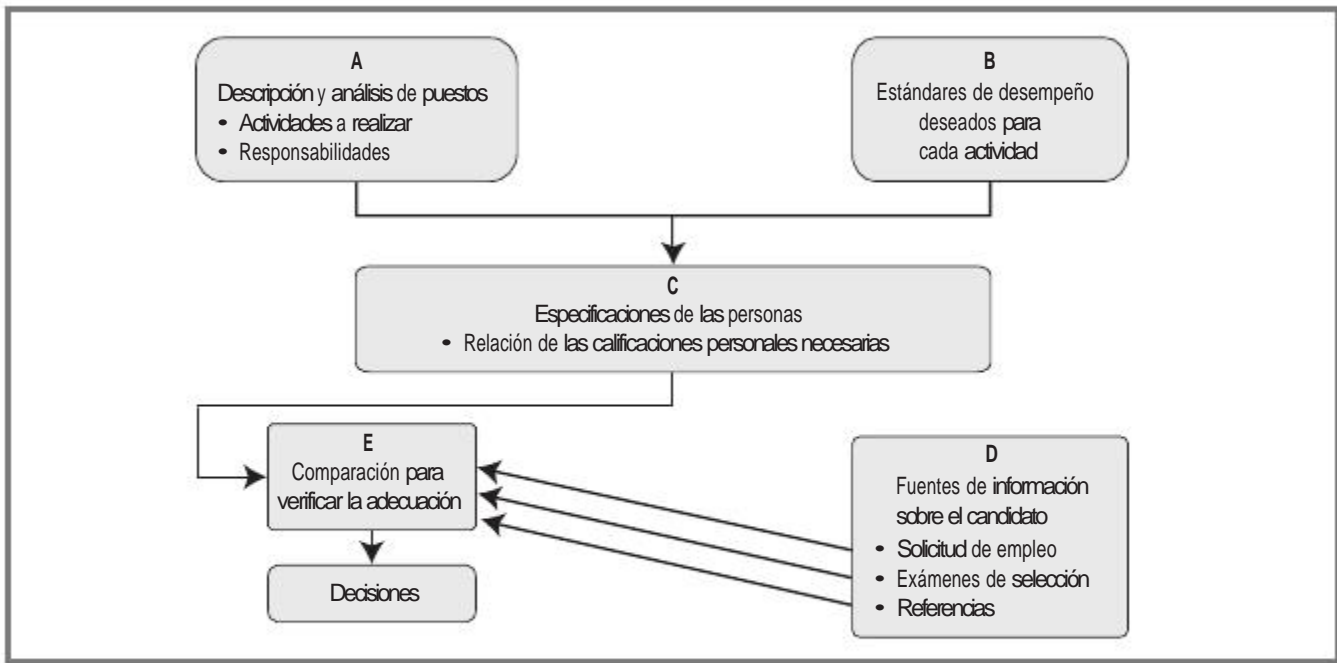 A
Descripción y análisis de puestos
• Actividades a realizar
• Responsabilidades
B
Estándares de desempeño
deseados para
cada actividad
C
Especificaciones de las personas
• Relación de las calificaciones personales necesarias
E
Comparación para
verificar la adecuación
D
Fuentes de información
sobre el candidato
• Solicitud de empleo
• Exámenes de selección
• Referencias
Decisiones